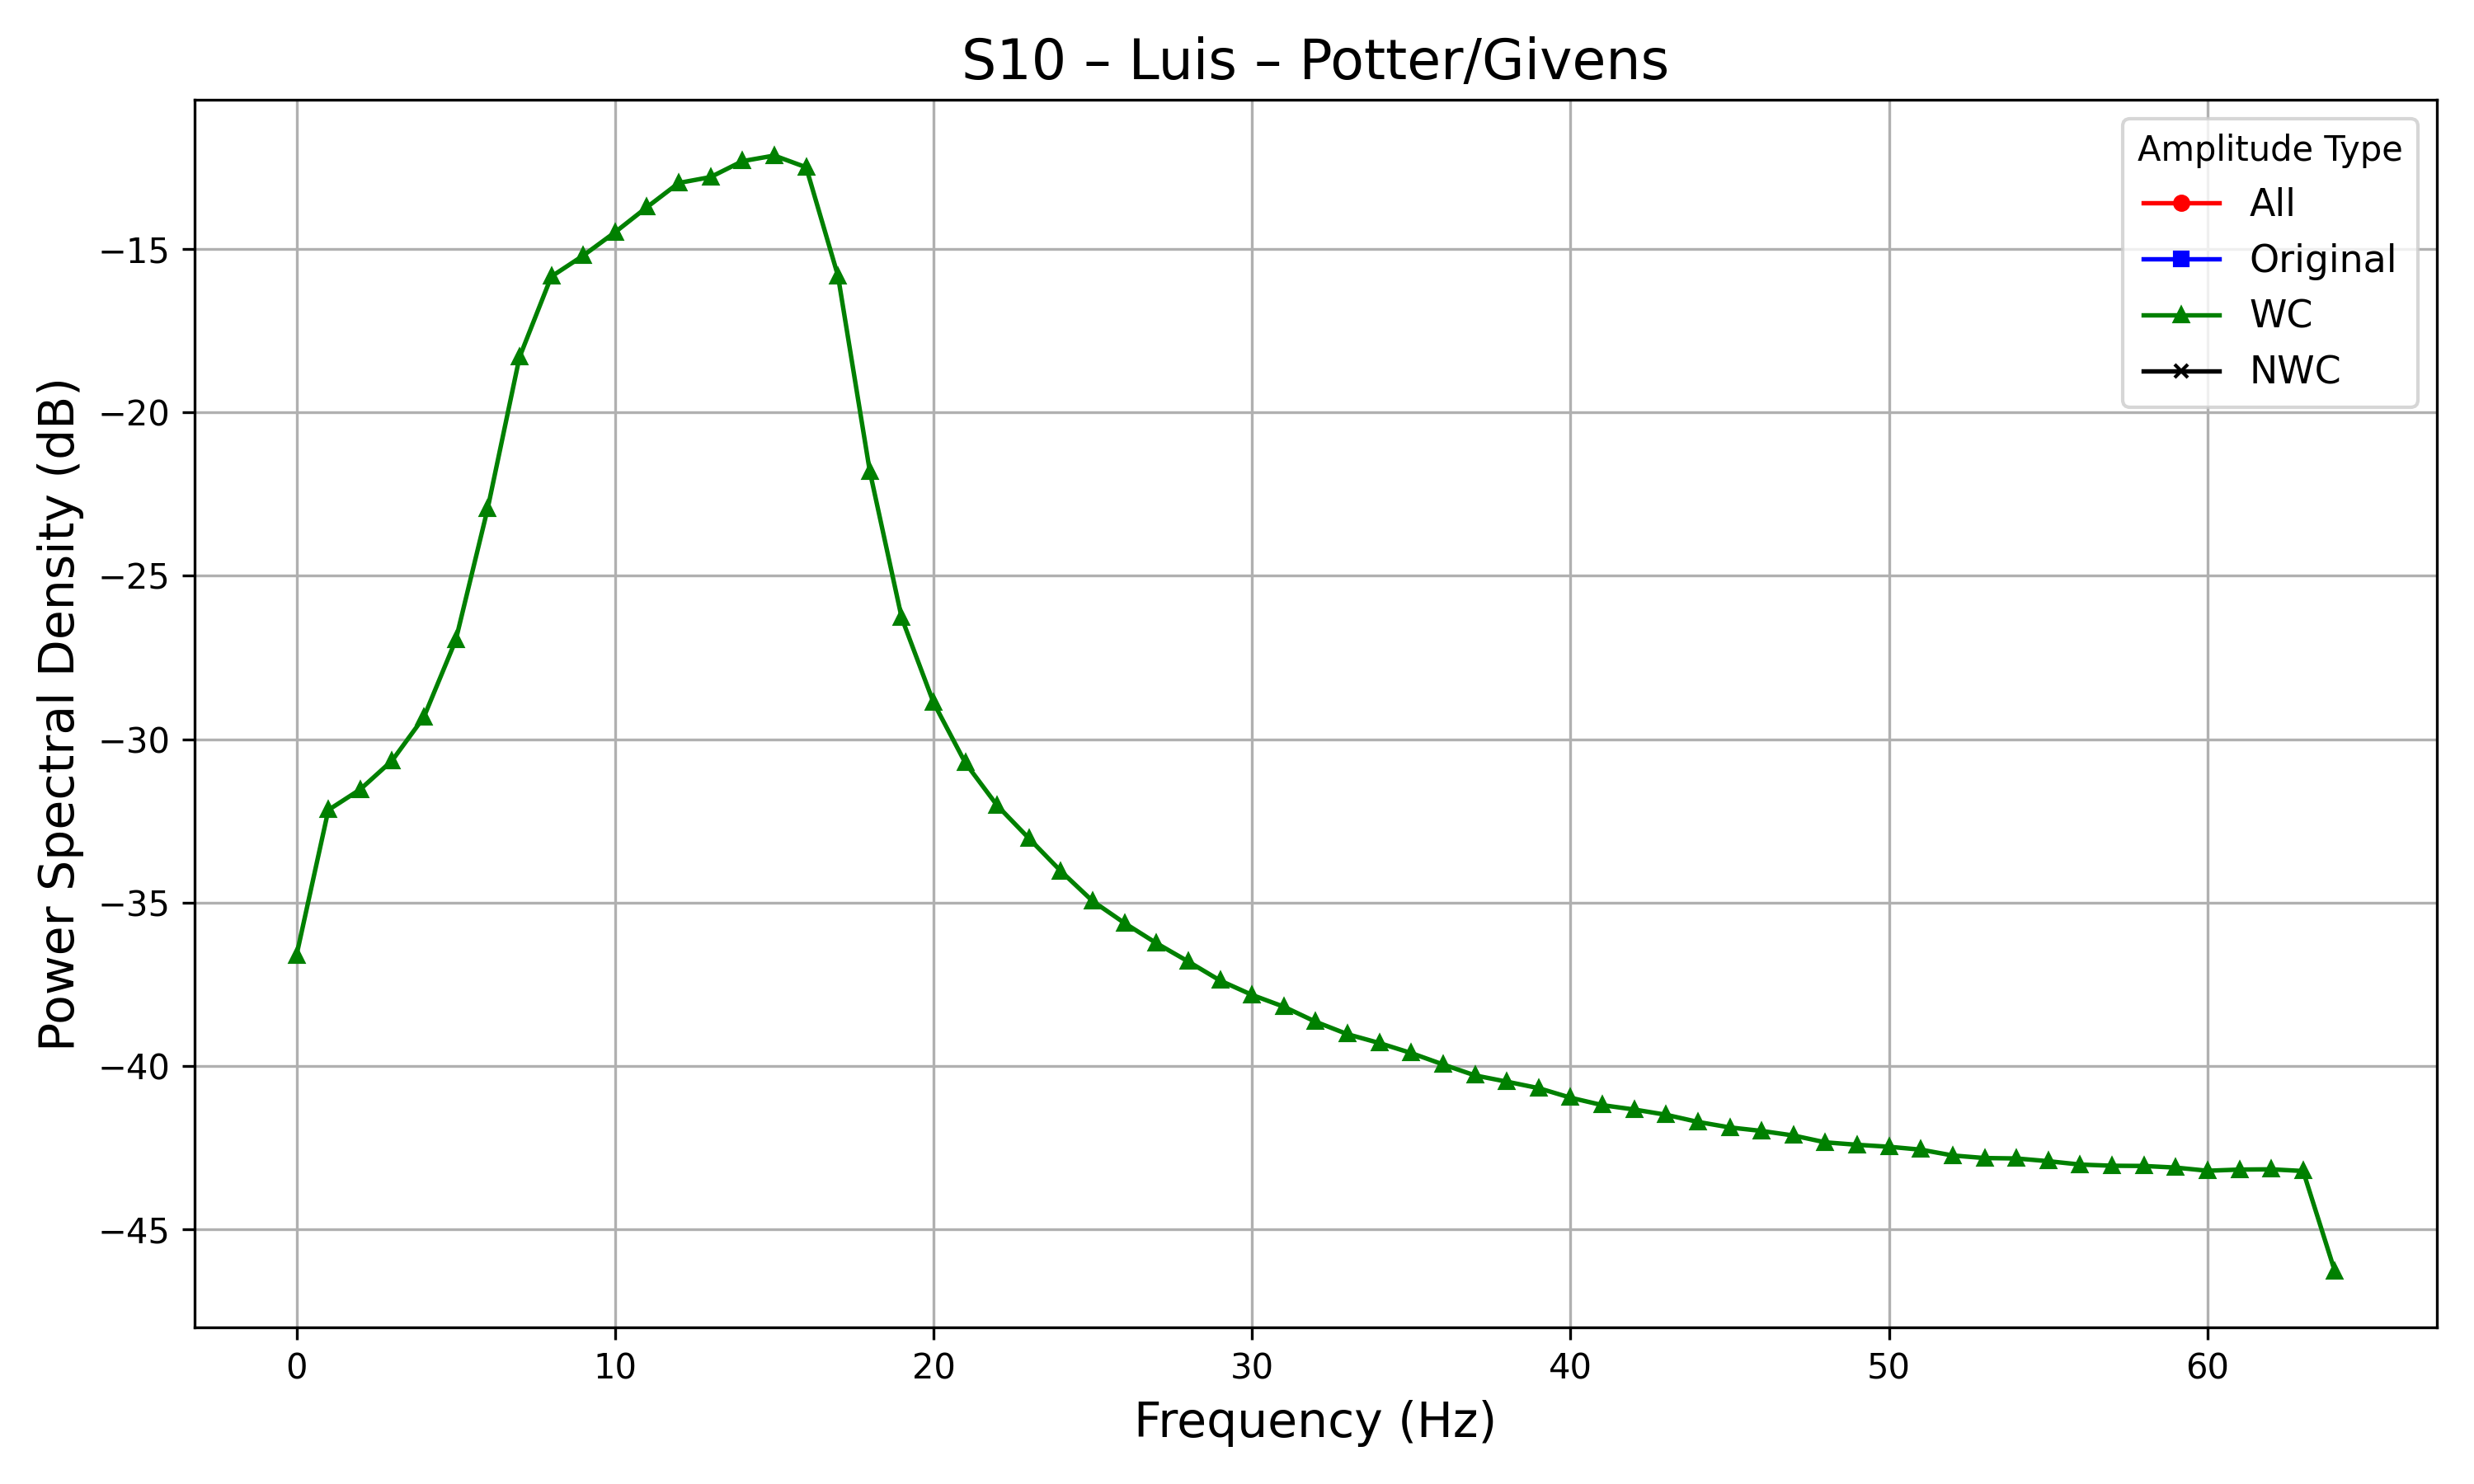 S10 – Luis – Potter/Givens
Power Spectral Density (dB)
−15
−20
−25
−30
−35
−40
−45
0 10 20 30 40 50 60
Frequency (Hz)
Amplitude Type
All
Original
WC
NWC